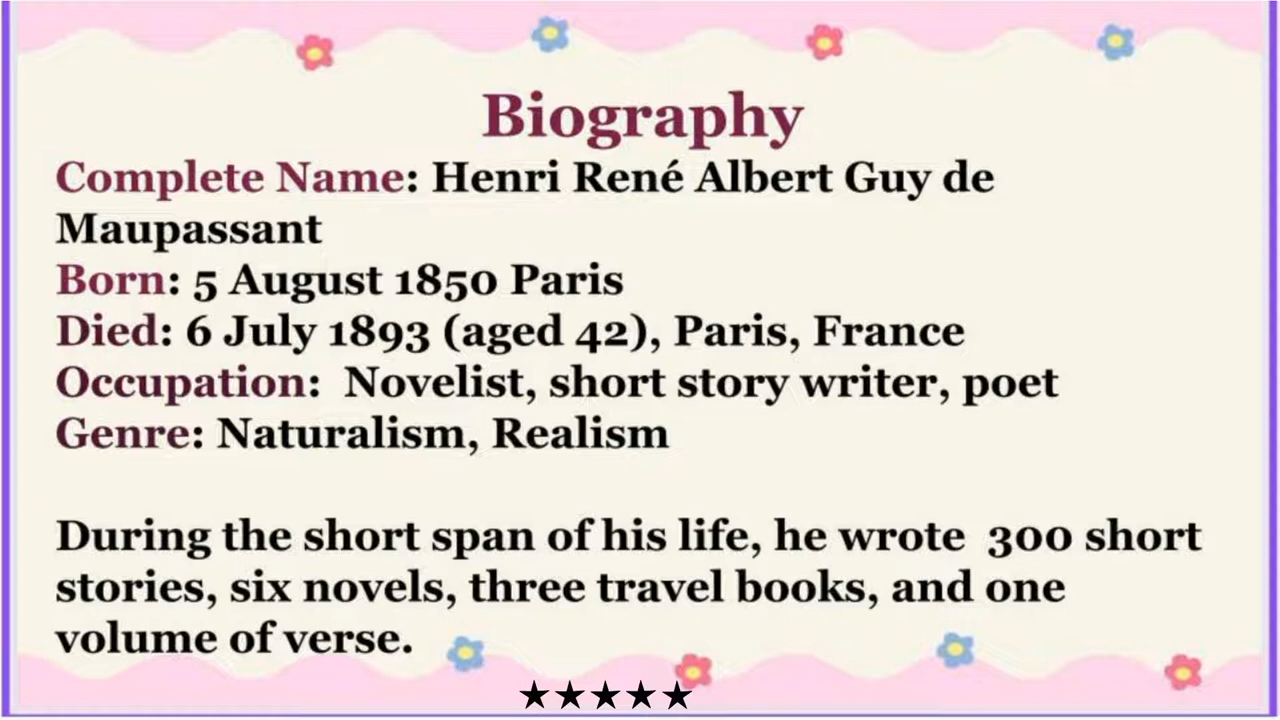 Biography
Complete Name: Henri René Albert Guy de
Maupassant
Born: 5 August 1850 Paris
Died: 6 July 1893 (aged 42), Paris, France
Occupation:  Novelist, short story writer, poet
Genre: Naturalism, Realism
During the short span of his life, he wrote  300 short
stories, six novels, three travel books, and one
volume of verse.
★★★★★